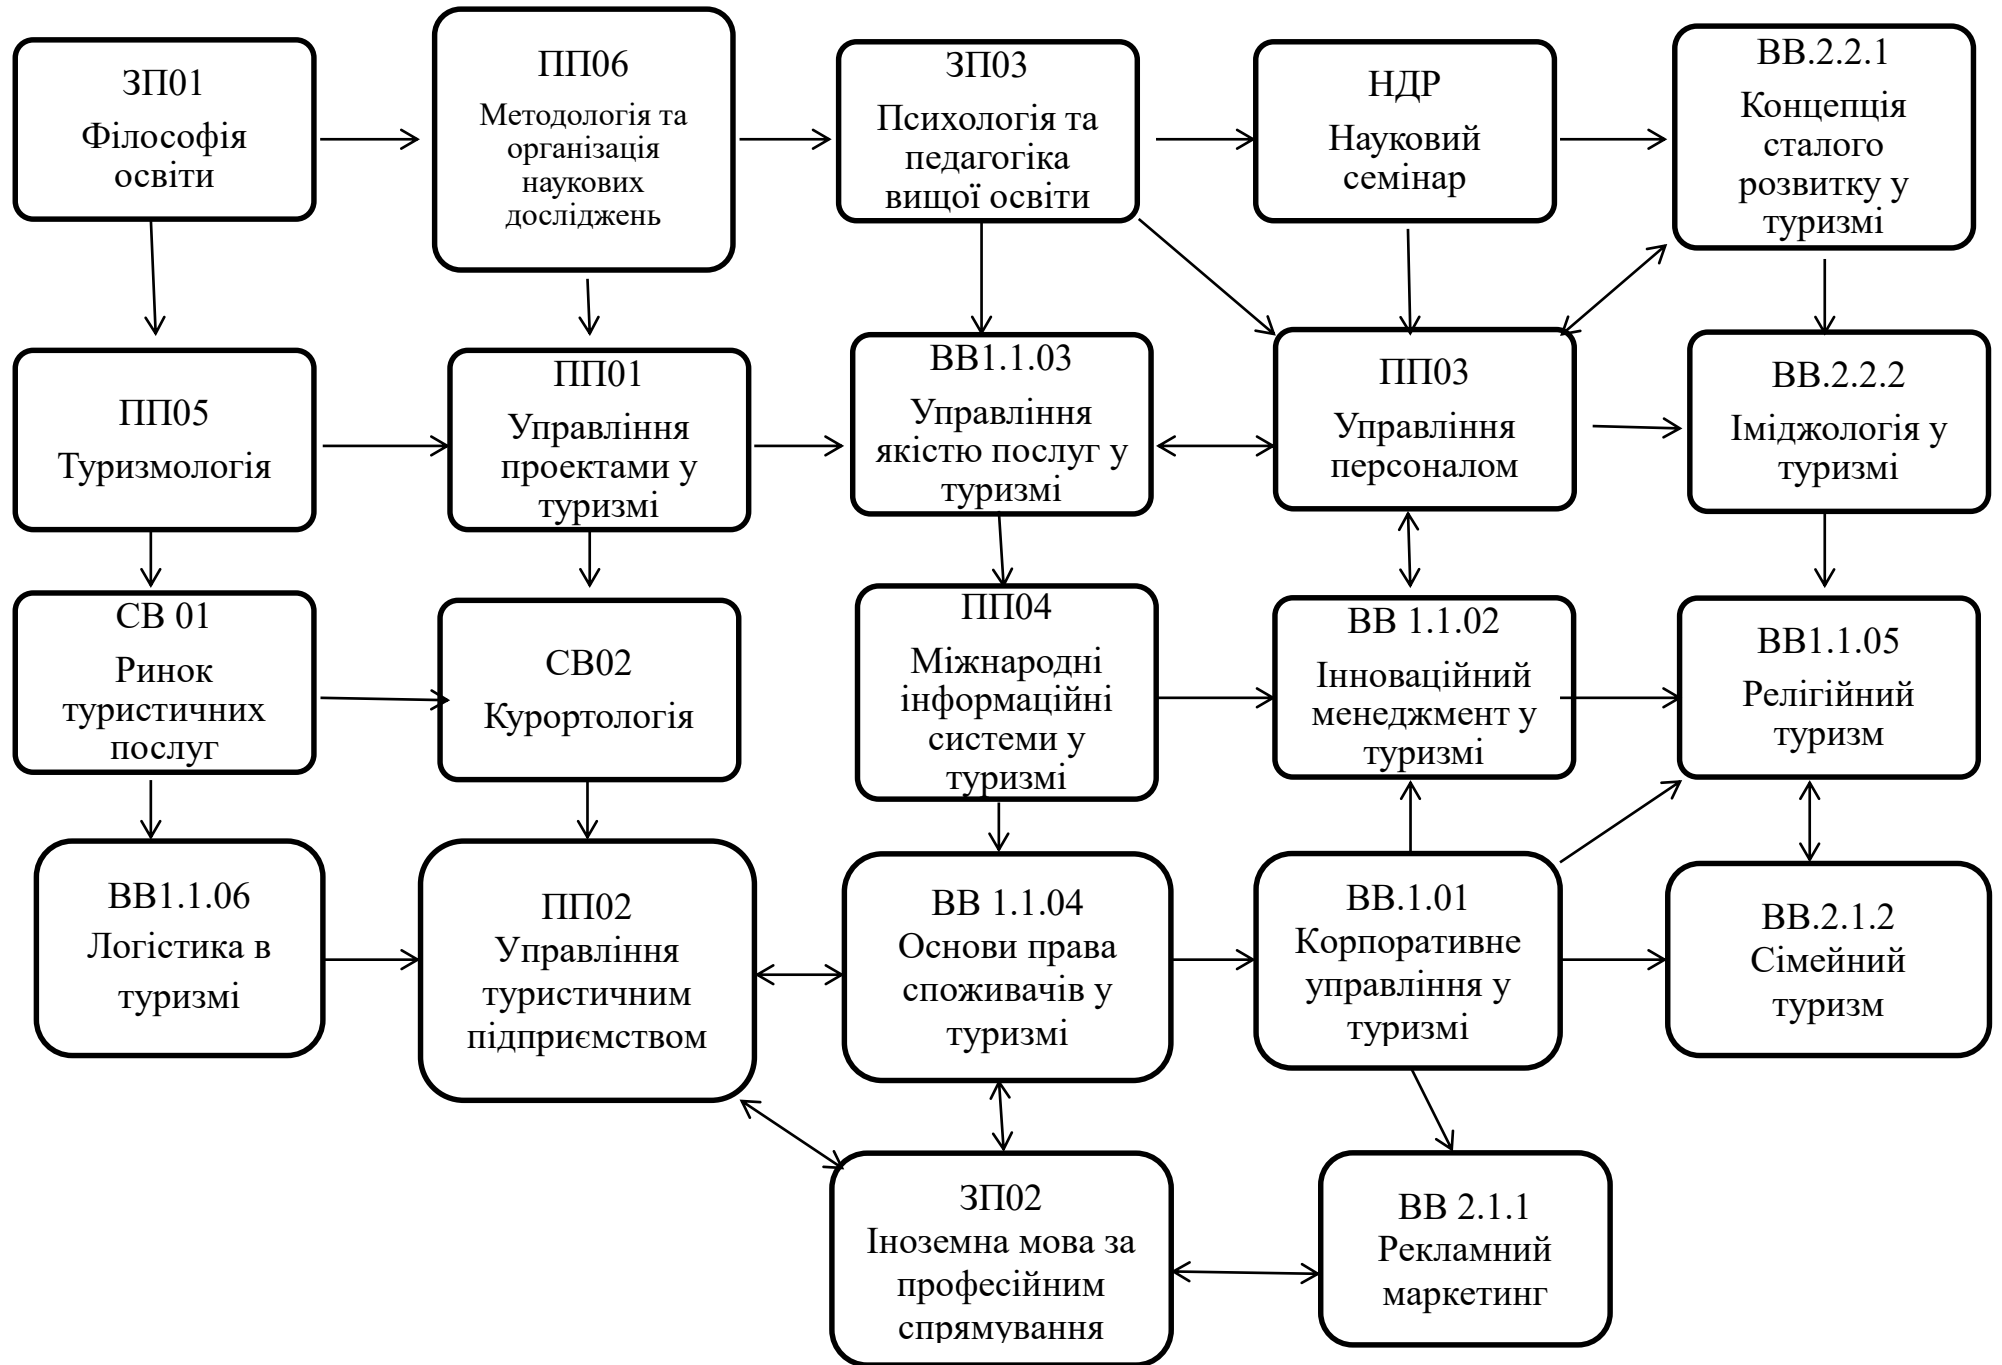 ЗП01
Філософія
освіти
ПП06
Методологія та
організація
наукових
досліджень
ЗП03
Психологія та
педагогіка
вищої освіти
НДР
Науковий
семінар
ВВ.2.2.1
Концепція
сталого
розвитку у
туризмі
ПП05
Туризмологія
ПП01
Управління
проектами у
туризмі
ВВ1.1.03
Управління
якістю послуг у
туризмі
ПП03
Управління
персоналом
ВВ.2.2.2
Іміджологія у
туризмі
СВ 01
Ринок
туристичних
послуг
СВ02
Курортологія
ПП04
Міжнародні
інформаційні
системи у
туризмі
ВВ 1.1.02
Інноваційний
менеджмент у
туризмі
ВВ1.1.05
Релігійний
туризм
ВВ1.1.06
Логістика в
туризмі
ПП02
Управління
туристичним
підприємством
ВВ 1.1.04
Основи права
споживачів у
туризмі
ВВ.1.01
Корпоративне
управління у
туризмі
ВВ.2.1.2
Сімейний
туризм
ЗП02
Іноземна мова за
професійним
спрямування
ВВ 2.1.1
Рекламний
маркетинг